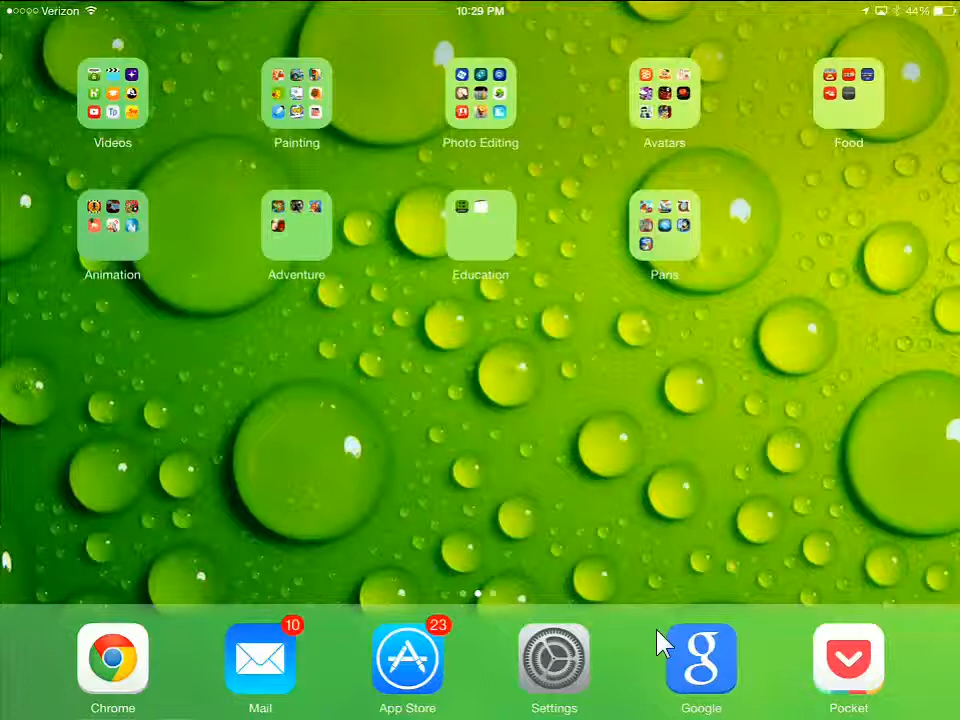 Verizon 10:29 PM 44%
Videos Painting Photo Editing Avatars Food
Animation Adventure Education Paris
10 23
g
Chrome Mail App Store Settings Google Pocket